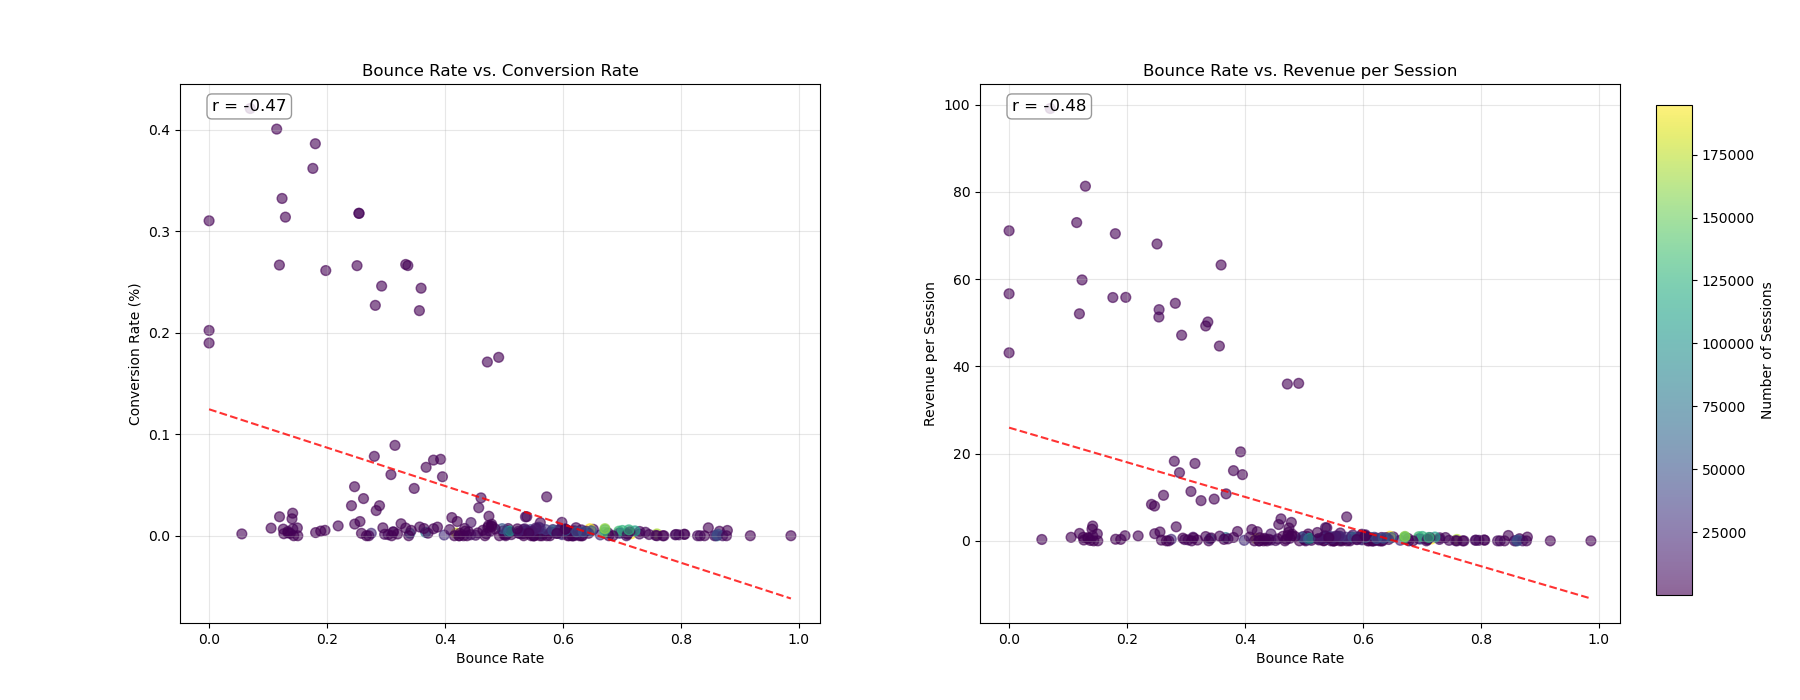 Bounce Rate vs. Conversion Rate
r = -0.47
Conversion Rate (%)
0.4
0.3
0.2
0.1
0.0
0.0 0.2 0.4 0.6 0.8 1.0
Bounce Rate
Bounce Rate vs. Revenue per Session
r = -0.48
Revenue per Session
100
80
60
40
20
0
0.0 0.2 0.4 0.6 0.8 1.0
Bounce Rate
175000
150000
125000
100000
75000
50000
25000
Number of Sessions